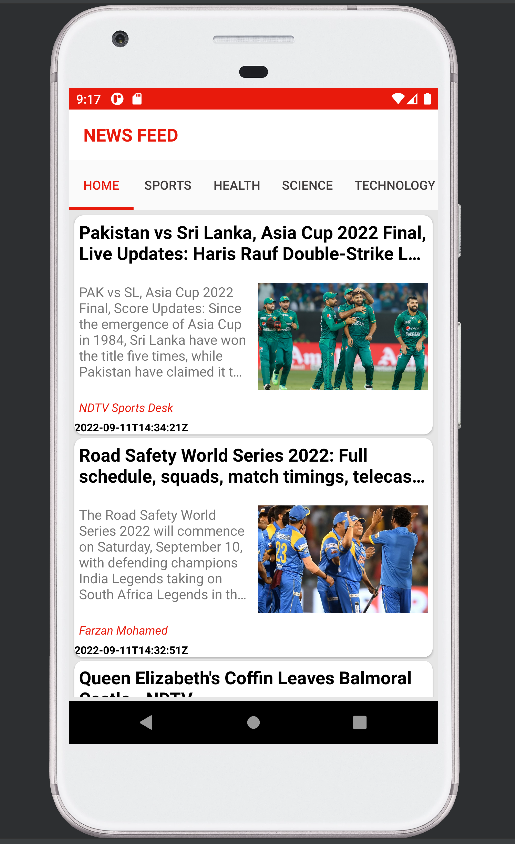 9:17
NEWS FEED
HOME SPORTS HEALTH SCIENCE TECHNOLOGY
Pakistan vs Sri Lanka, Asia Cup 2022 Final,
Live Updates: Haris Rauf Double-Strike L...
PAK vs SL, Asia Cup 2022
Final, Score Updates: Since
the emergence of Asia Cup
in 1984, Sri Lanka have won
the title five times, while
Pakistan have claimed it t...
NDTV Sports Desk
2022-09-11T14:34:21Z
Road Safety World Series 2022: Full
schedule, squads, match timings, telecas...
The Road Safety World
Series 2022 will commence
on Saturday, September 10,
with defending champions
India Legends taking on
South Africa Legends in th...
23
Farzan Mohamed
2022-09-11T14:32:51Z
Queen Elizabeth's Coffin Leaves Balmoral
Castle - NDTV